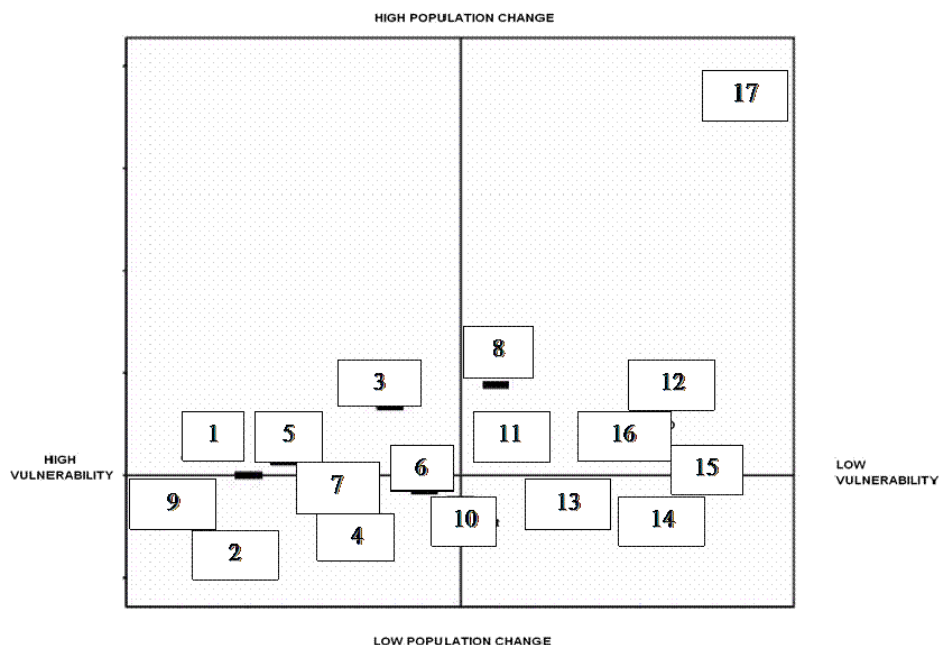 HIGH POPULATION CHANGE
17
8
3
12
1
5
11
16
6
15
HIGH
VULNERABILITY
LOW
VULNERABILITY
7
9
10
13
14
4
2
LOW POPULATION CHANGE